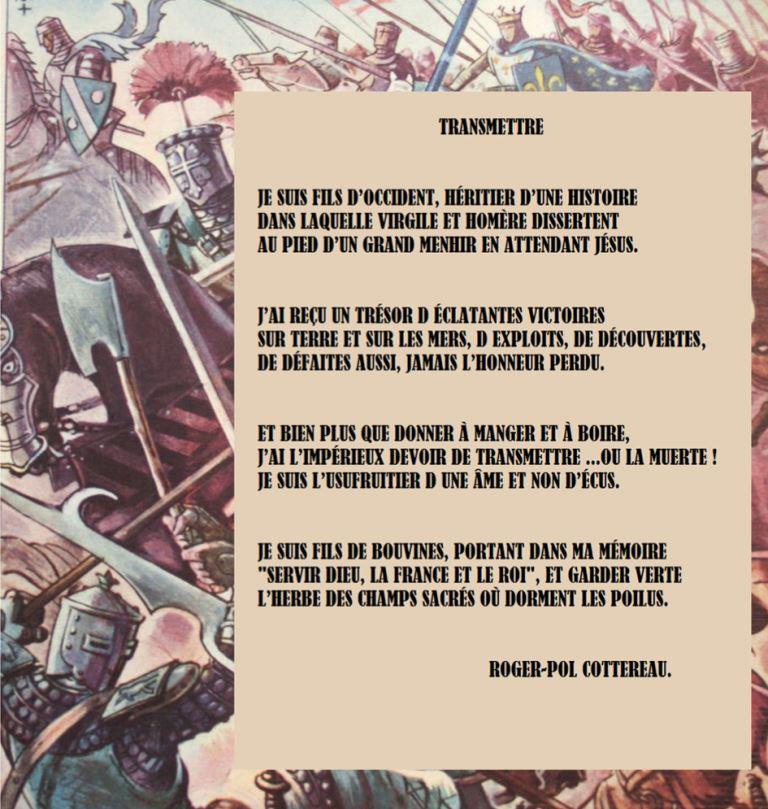 TRANSMETTRE
JE SUIS FILS D'OCCIDENT, HÉRITIER D'UNE HISTOIRE
DANS LAQUELLE VIRGILE ET HOMÈRE DISSERTENT
AU PIED D'UN GRAND MENHIR EN ATTENDANT JÉSUS.
J'AI REÇU UN TRÉSOR D ÉCLATANTES VICTOIRES
SUR TERRE ET SUR LES MERS, D EXPLOITS, DE DÉCOUVERTES,
DE DÉFAITES AUSSI, JAMAIS L'HONNEUR PERDU.
ET BIEN PLUS QUE DONNER À MANGER ET À BOIRE,
J'AI L'IMPÉRIEUX DEVOIR DE TRANSMETTRE ...OU LA MUERTE !
JE SUIS L'USUFRUITIER D UNE ÂME ET NON D'ÉCUS.
JE SUIS FILS DE BOUVINES, PORTANT DANS MA MÉMOIRE
"SERVIR DIEU, LA FRANCE ET LE ROI", ET GARDER VERTE
L'HERBE DES CHAMPS SACRÉS OÙ DORMENT LES POILUS.
ROGER-POL COTTEREAU.